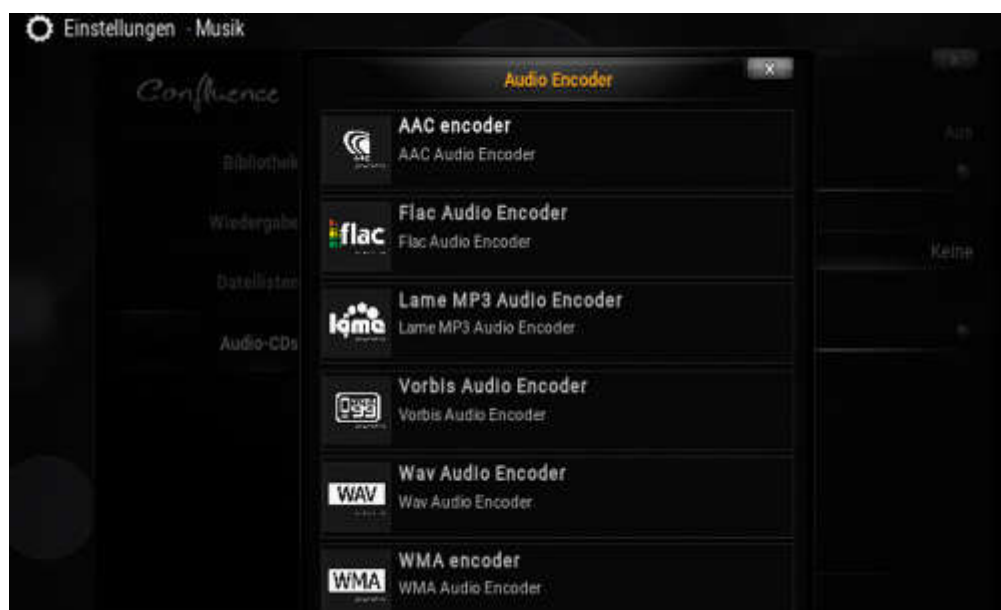 Einstellungen - Musik
Confluence
Audio Encoder
X
Aus
Bibliothek
Wiedergabe
Dateilisten
Audio-CDs
Keine
AAC encoder
AAC Audio Encoder
flac
Flac Audio Encoder
Flac Audio Encoder
lame
Lame MP3 Audio Encoder
Lame MP3 Audio Encoder
Ogg
Vorbis Audio Encoder
Vorbis Audio Encoder
WAV
Wav Audio Encoder
Wav Audio Encoder
WMA
WMA encoder
WMA Audio Encoder